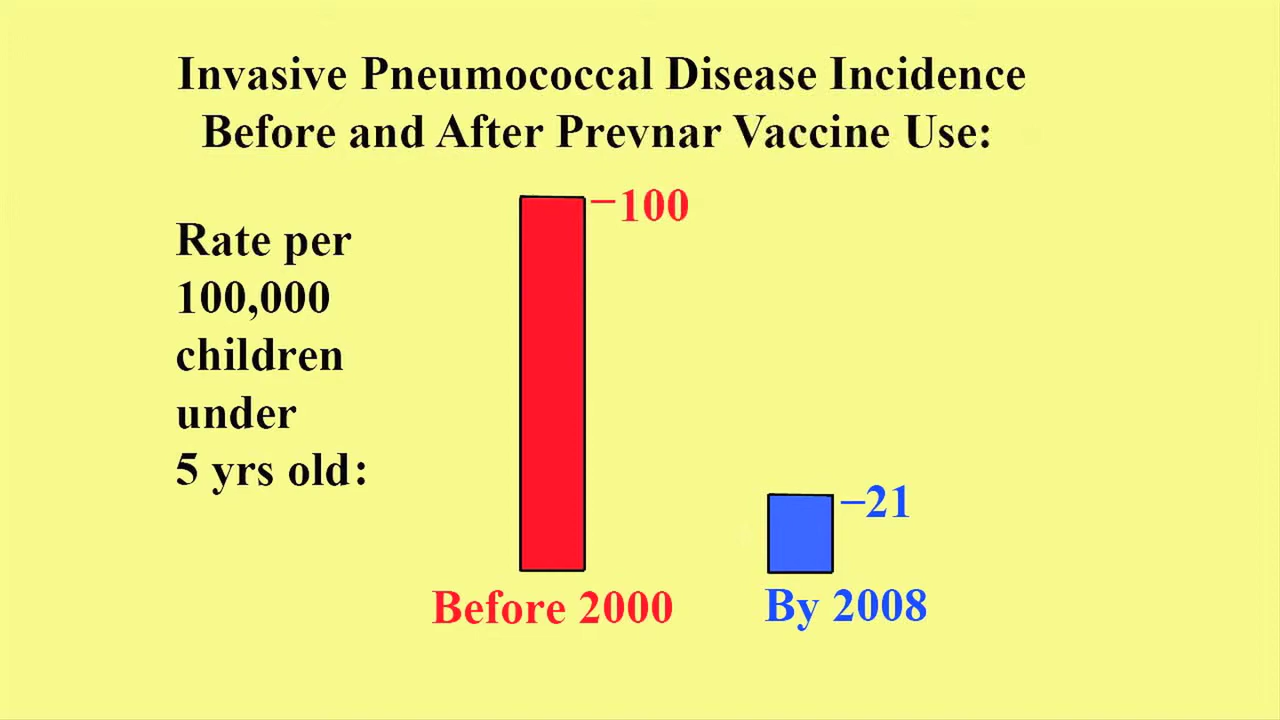 Invasive Pneumococcal Disease Incidence
Before and After Prevnar Vaccine Use:
Rate per
100,000
children
under
5 yrs old:
–100
–21
Before 2000
By 2008